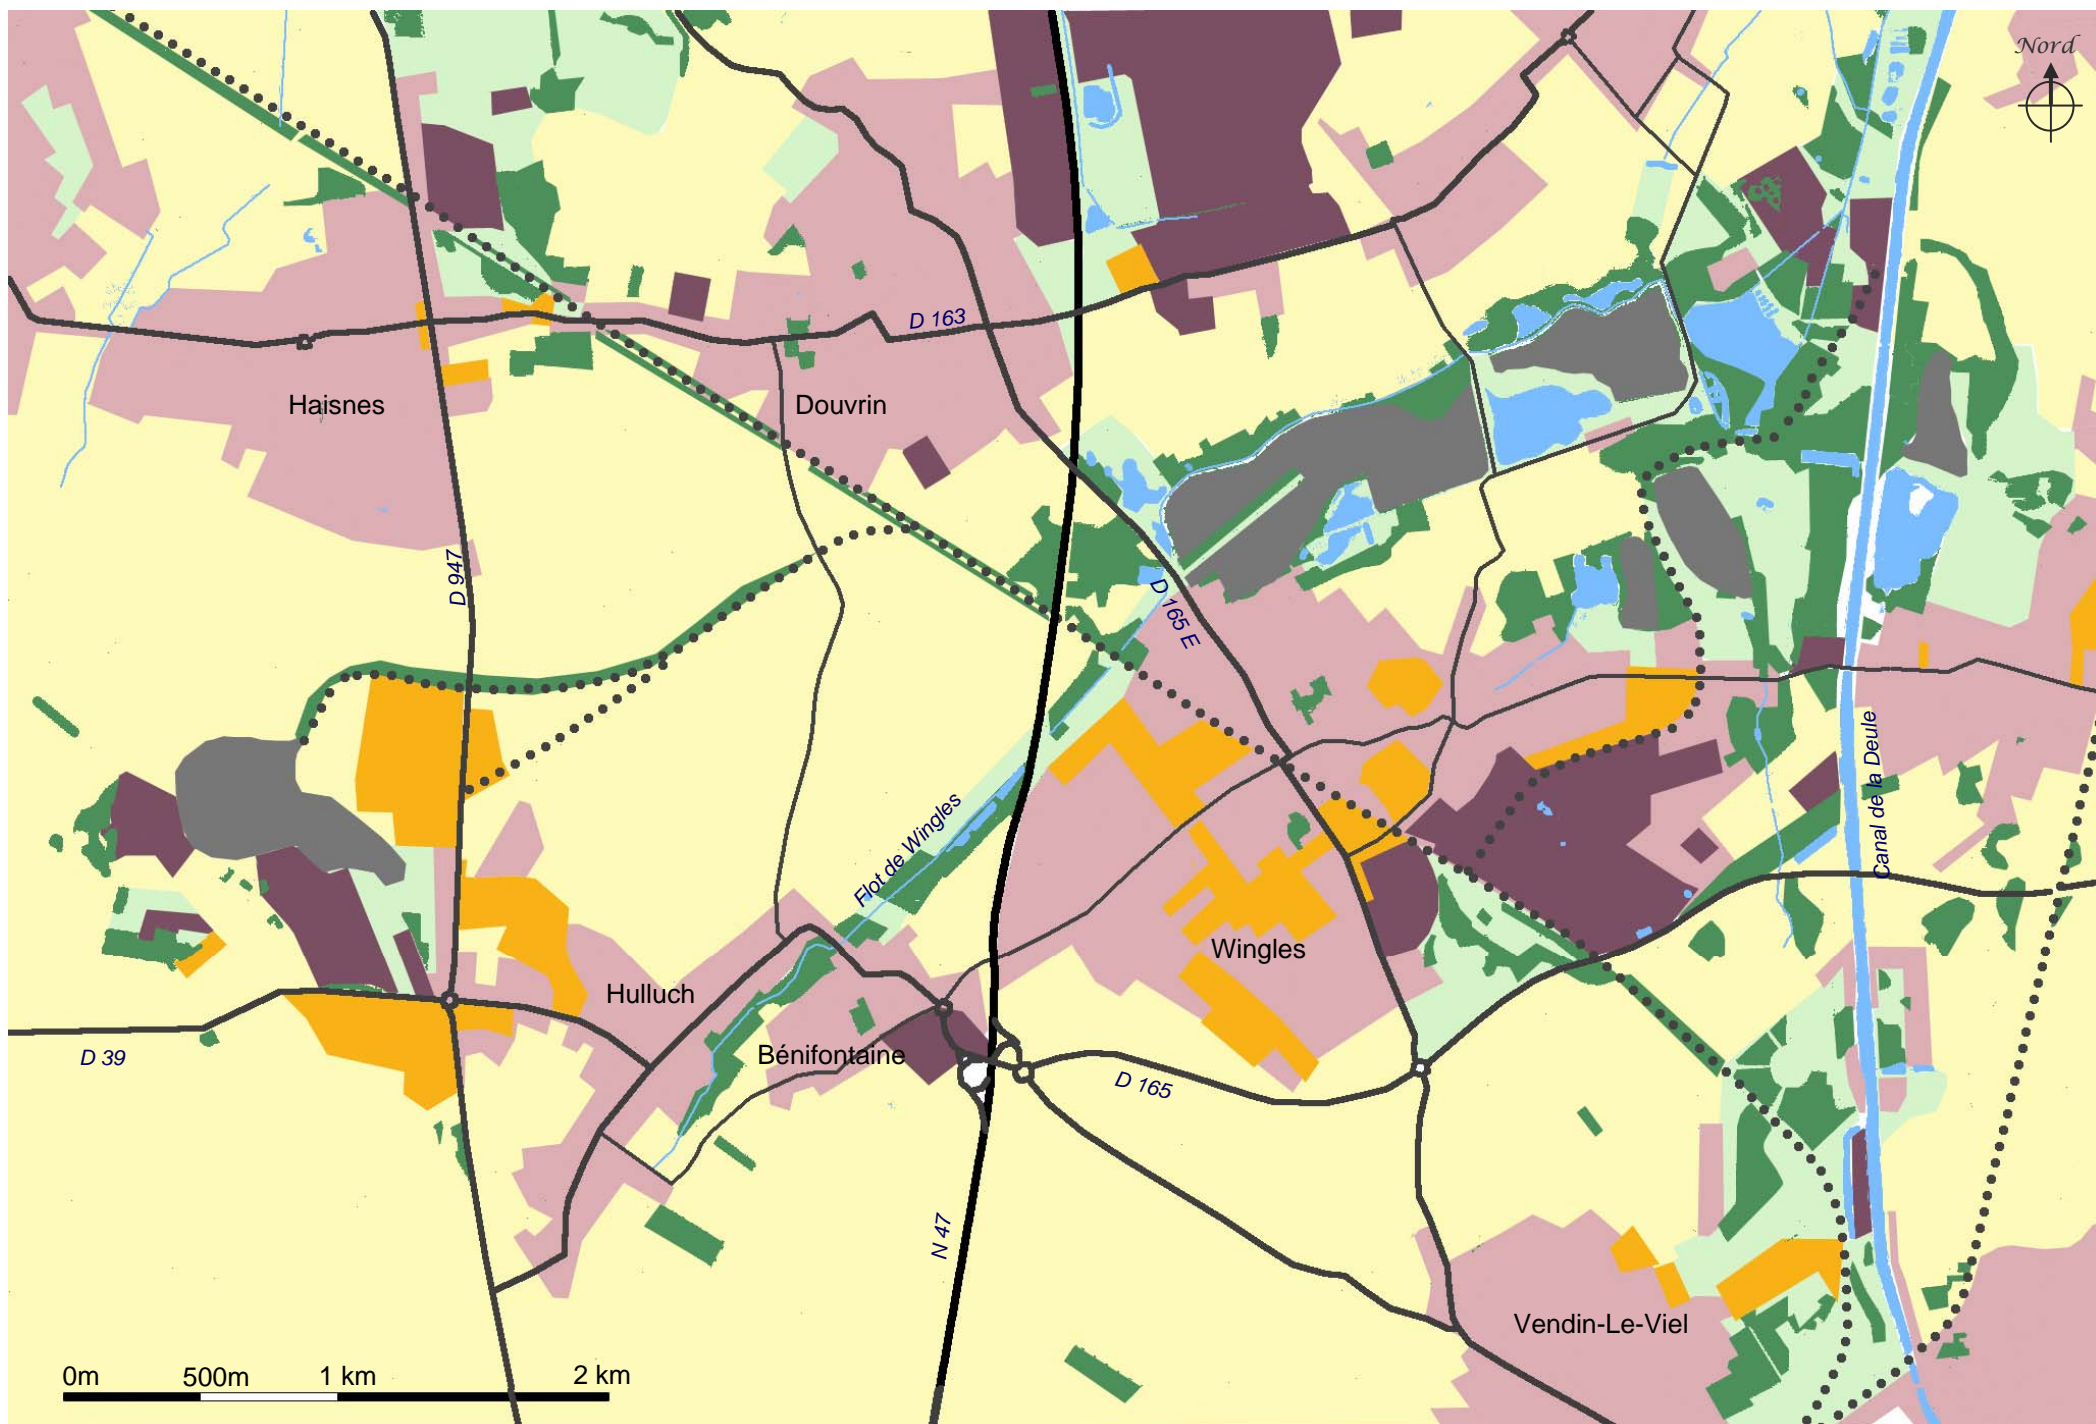 Nord
D 163
Haisnes
Douvrin
D 947
D 165 E
Canal de la Deule
Flot de Wingles
Wingles
Hulluch
Bénifontaine
D 39
D 165
N 47
Vendin-Le-Viel
0m 500m 1 km 2 km